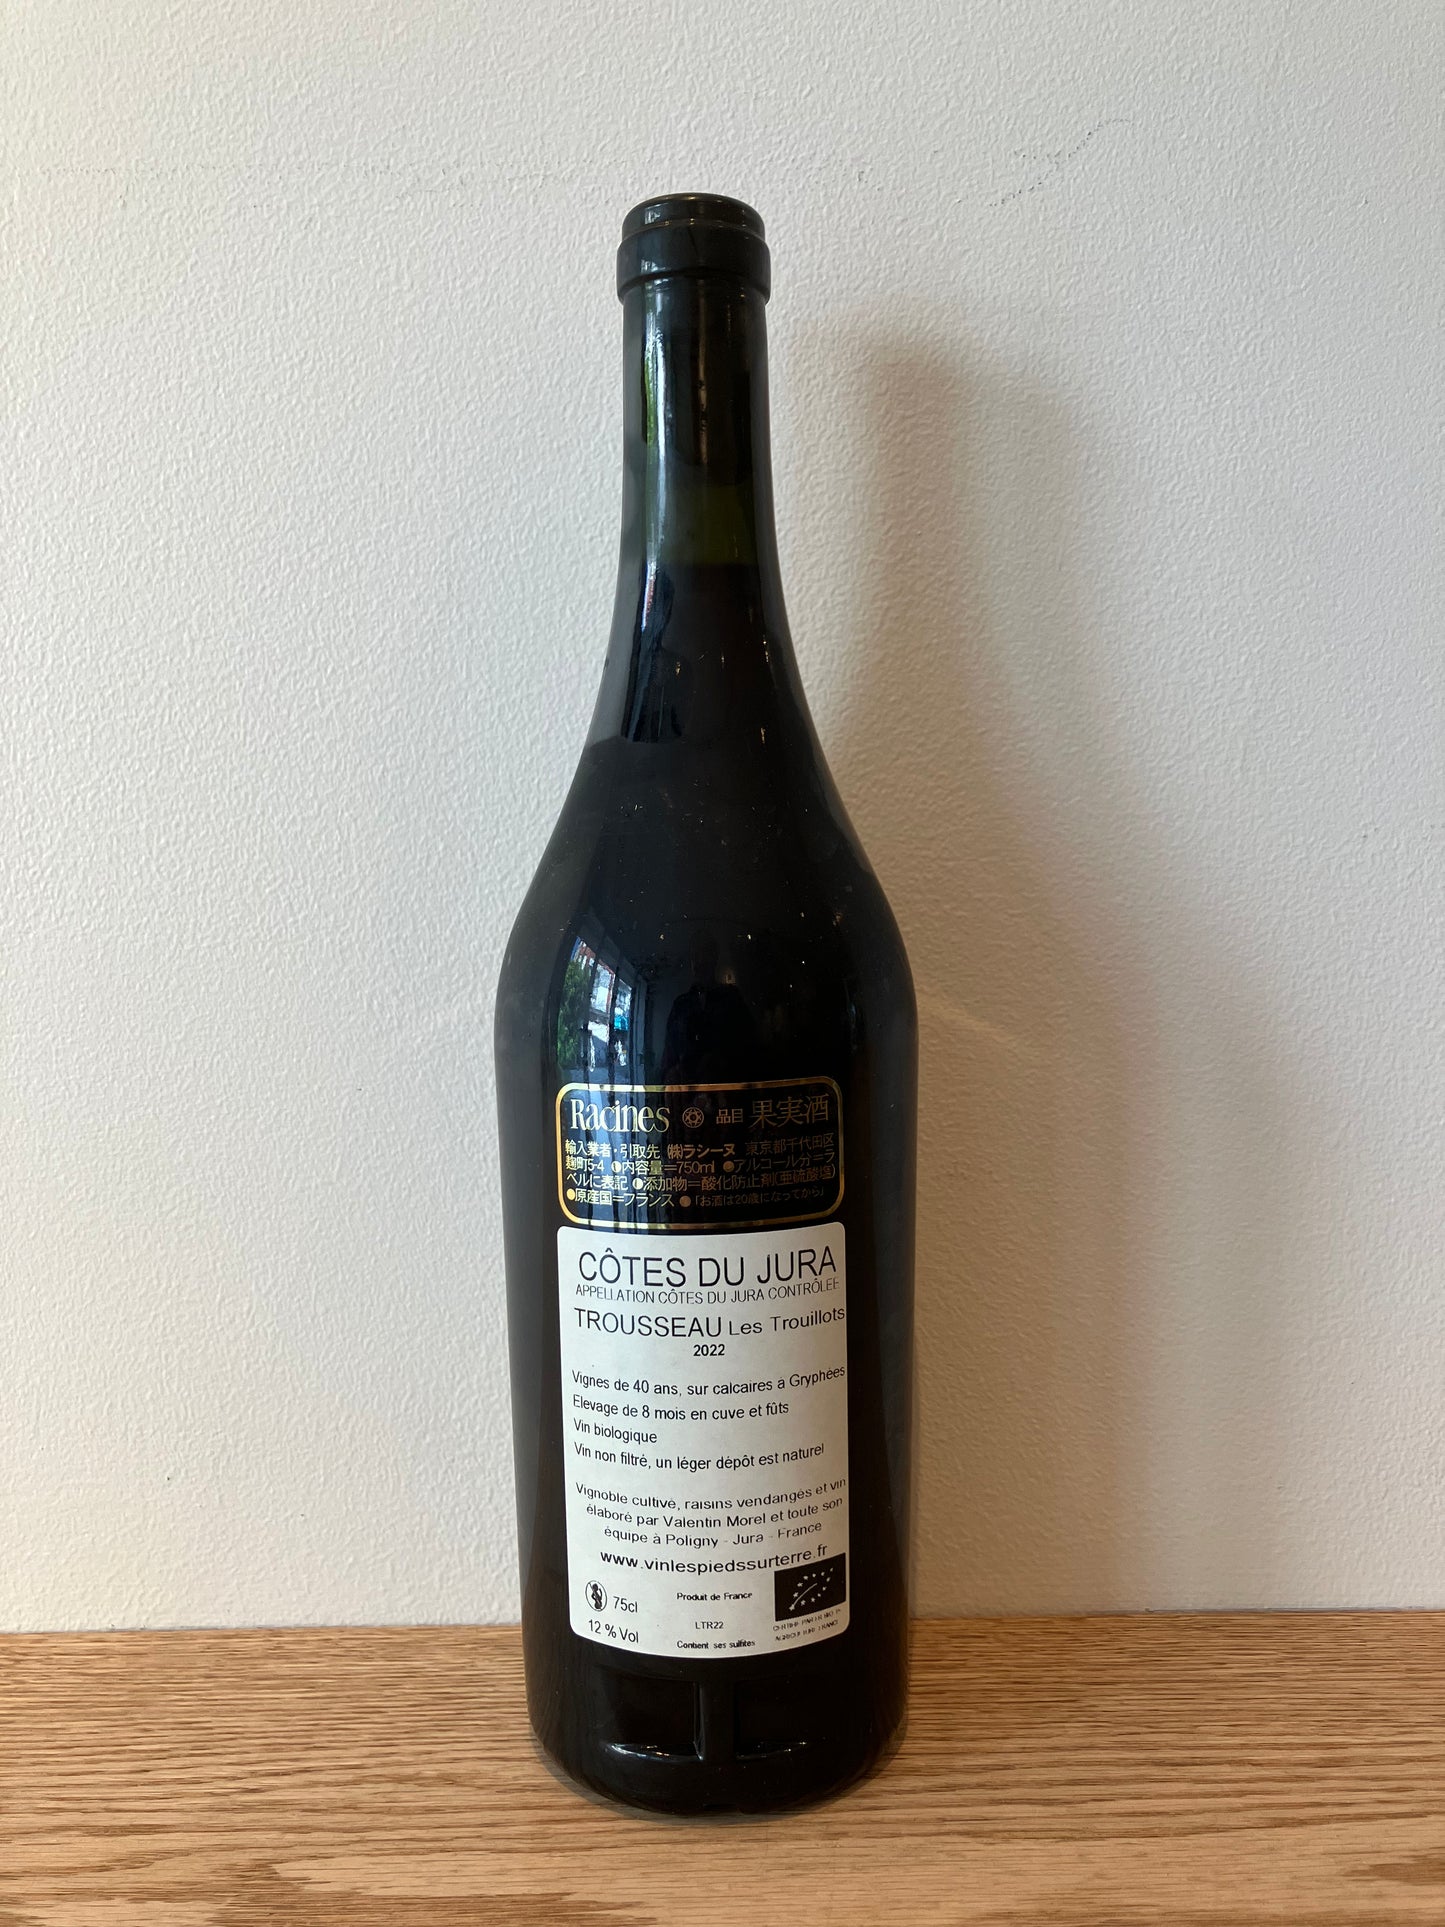 Racines 品目 果実酒
輸入業者・引取先 (株)ラシーヌ 東京都千代田区
麹町5-4 ●内容量=750ml ●アルコール分=ラ
ベルに表記 ●添加物=酸化防止剤(亜硫酸塩)
●原産国=フランス ●「お酒は20歳になってから」
CÔTES DU JURA
APPELLATION CÔTES DU JURA CONTRÔLEE
TROUSSEAU Les Trouillots
2022
Vignes de 40 ans, sur calcaires à Gryphées
Elevage de 8 mois en cuve et fûts
Vin biologique
Vin non filtré, un léger dépôt est naturel
Vignoble cultivé, raisins vendangés et vin
élaboré par Valentin Morel et toute son
équipe à Poligny - Jura - France
www.vinlespiedssurterre.fr
75cl
Produit de France
12 % Vol
LTR22
Contient ses sulfites
AGRICULTURE FRANCE